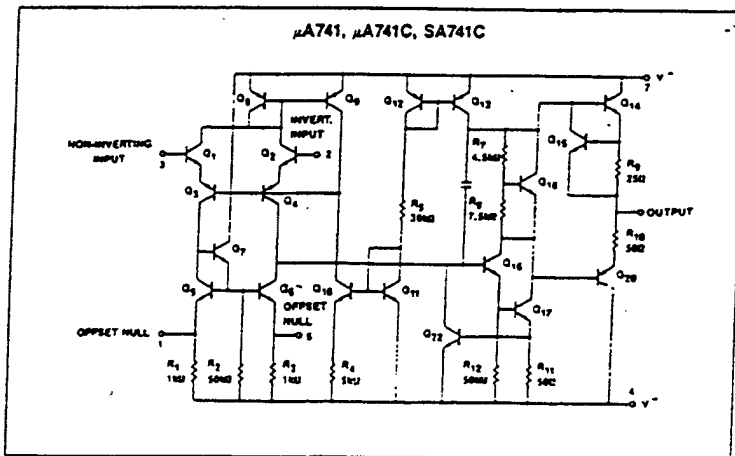 μA741, μA741C, SA741C
V⁻
7
Q8
Q9
Q12
Q13
Q14
INVERT.
INPUT
NON-INVERTING
INPUT
3
Q1
Q2
2
R7
4.5kΩ
Q15
Q16
R9
25Ω
Q3
Q4
R5
39kΩ
R8
7.5kΩ
OUTPUT
R10
50Ω
Q7
Q16
Q5
Q6
Q10
Q11
Q20
Q17
OFFSET
NULL
5
OFFSET NULL
1
Q22
R1
1kΩ
R2
50kΩ
R3
1kΩ
R4
5kΩ
R12
50kΩ
R11
50Ω
4
V⁻